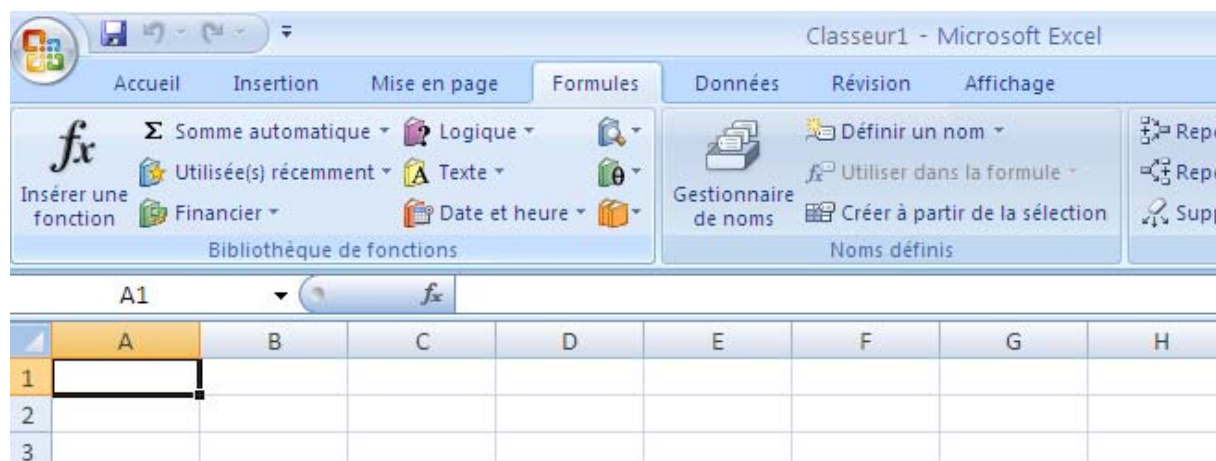 Classeur1 - Microsoft Excel
Accueil Insertion Mise en page Formules Données Révision Affichage
fx Σ Somme automatique Logique Définir un nom
Insérer une fonction Utilisée(s) récemment A Texte θ Gestionnaire de noms Utiliser dans la formule
Financier Date et heure Créer à partir de la sélection
Bibliothèque de fonctions Noms définis
A1 fx
A B C D E F G H
1
2
3